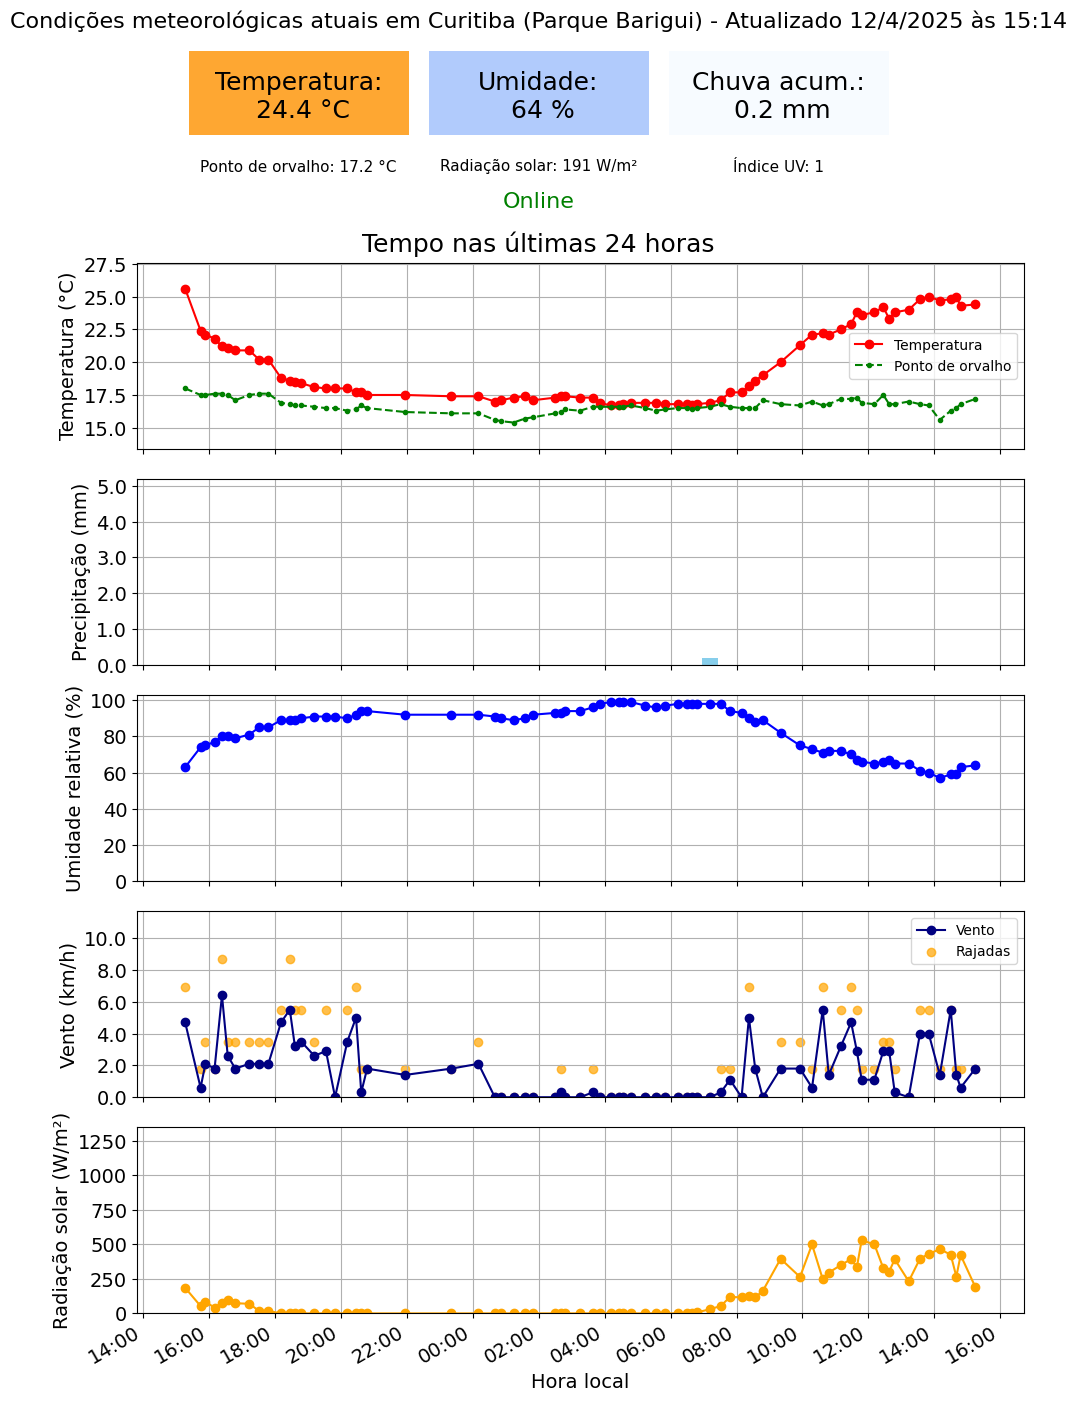 Condições meteorológicas atuais em Curitiba (Parque Barigui) - Atualizado 12/4/2025 às 15:14
Temperatura:
24.4 °C
Umidade:
64 %
Chuva acum.:
0.2 mm
Ponto de orvalho: 17.2 °C
Radiação solar: 191 W/m²
Índice UV: 1
Online
Tempo nas últimas 24 horas
Temperatura (°C)
27.5
25.0
22.5
20.0
17.5
15.0
Temperatura
Ponto de orvalho
Precipitação (mm)
5.0
4.0
3.0
2.0
1.0
0.0
Umidade relativa (%)
100
80
60
40
20
0
Vento (km/h)
10.0
8.0
6.0
4.0
2.0
0.0
Vento
Rajadas
Radiação solar (W/m²)
1250
1000
750
500
250
0
14:00
16:00
18:00
20:00
22:00
00:00
02:00
04:00
06:00
08:00
10:00
12:00
14:00
16:00
Hora local